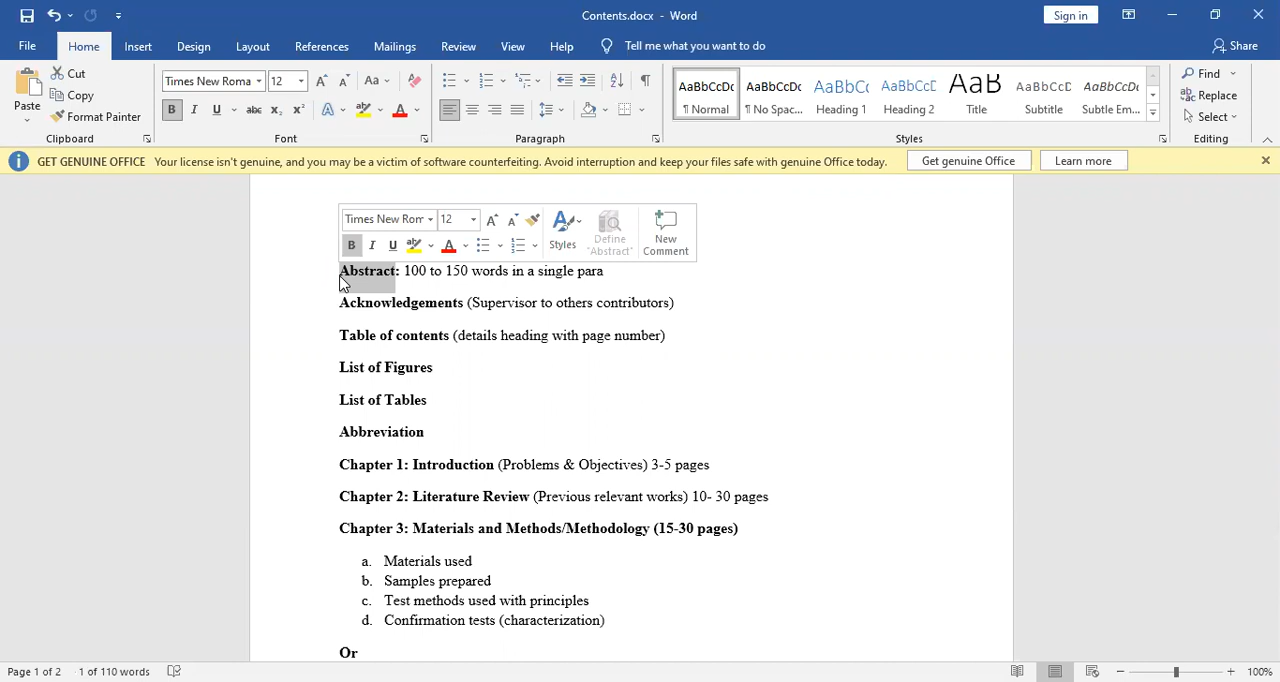 Contents.docx - Word
Sign in
File Home Insert Design Layout References Mailings Review View Help Tell me what you want to do Share
Paste Cut Copy Format Painter
Times New Roma 12 Aa
B I U abc x₂ x² A ab A
AaBbCcDc AaBbCcDc AaBbCc AaBbCcD AaB AaBbCcD AaBbCcD
¶ Normal ¶ No Spac... Heading 1 Heading 2 Title Subtitle Subtle Em...
Find Replace Select
Clipboard Font Paragraph Styles Editing
GET GENUINE OFFICE Your license isn't genuine, and you may be a victim of software counterfeiting. Avoid interruption and keep your files safe with genuine Office today. Get genuine Office Learn more
Times New Ror 12
B I U ab A
Styles Define "Abstract" New Comment
Abstract: 100 to 150 words in a single para
Acknowledgements (Supervisor to others contributors)
Table of contents (details heading with page number)
List of Figures
List of Tables
Abbreviation
Chapter 1: Introduction (Problems & Objectives) 3-5 pages
Chapter 2: Literature Review (Previous relevant works) 10- 30 pages
Chapter 3: Materials and Methods/Methodology (15-30 pages)
a. Materials used
b. Samples prepared
c. Test methods used with principles
d. Confirmation tests (characterization)
Or
Page 1 of 2 1 of 110 words 100%